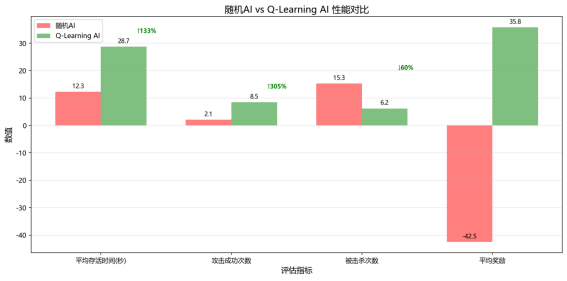 随机AI vs Q-Learning AI 性能对比
随机AI
Q-Learning AI
↑133%
↑305%
↓60%
12.3
28.7
2.1
8.5
15.3
6.2
-42.5
35.8
数值
30
20
10
0
-10
-20
-30
-40
平均存活时间(秒)
攻击成功次数
被击杀次数
平均奖励
评估指标